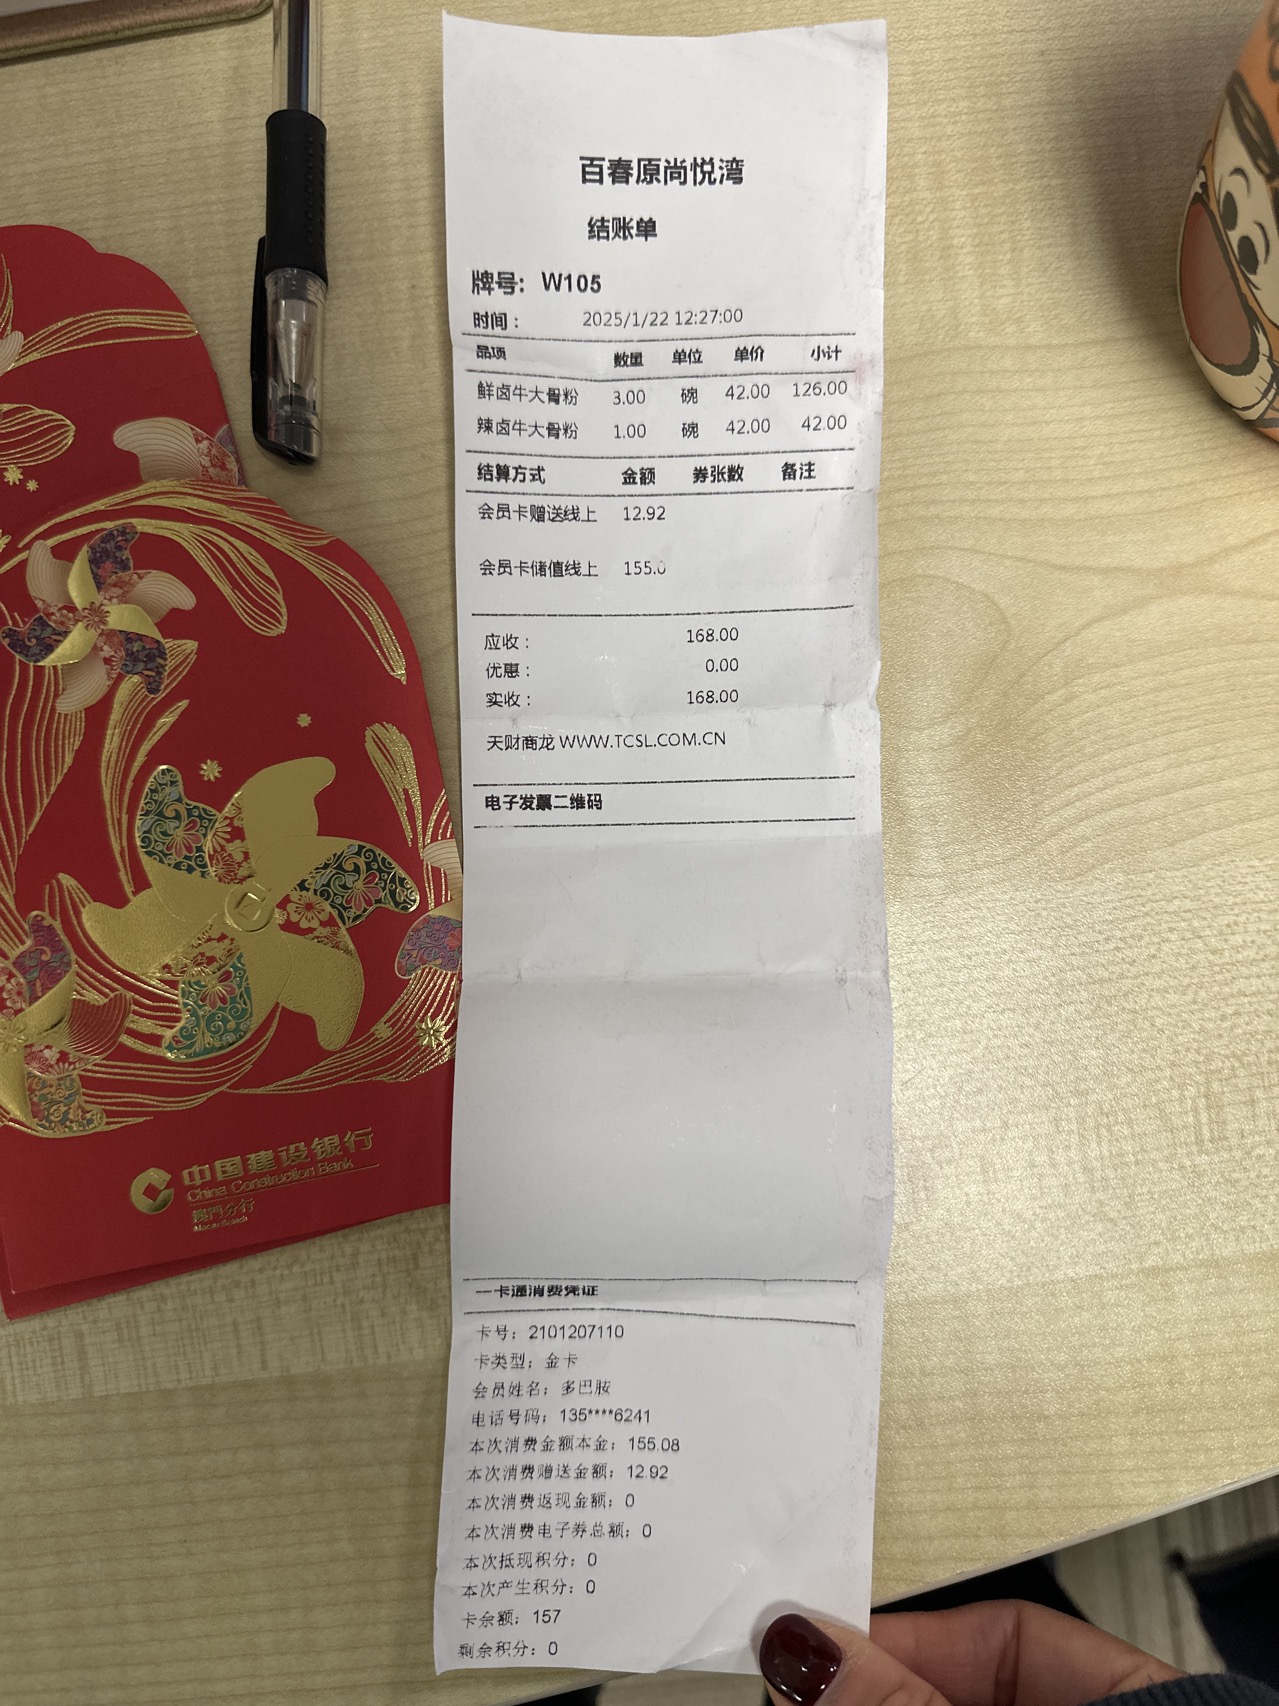 百春原尚悦湾
结账单
牌号: W105
时间： 2025/1/22 12:27:00
品项 数量 单位 单价 小计
鲜卤牛大骨粉 3.00 碗 42.00 126.00
辣卤牛大骨粉 1.00 碗 42.00 42.00
结算方式 金额 券张数 备注
会员卡赠送线上 12.92
会员卡储值线上 155.0
应收： 168.00
优惠： 0.00
实收： 168.00
天财商龙 WWW.TCSL.COM.CN
电子发票二维码
一卡通消费凭证
卡号：2101207110
卡类型：金卡
会员姓名：多巴胺
电话号码：135****6241
本次消费金额本金：155.08
本次消费赠送金额：12.92
本次消费返现金额：0
本次消费电子券总额：0
本次抵现积分：0
本次产生积分：0
卡余额：157
剩余积分：0
中国建设银行
China Construction Bank
澳門分行
Macau Branch